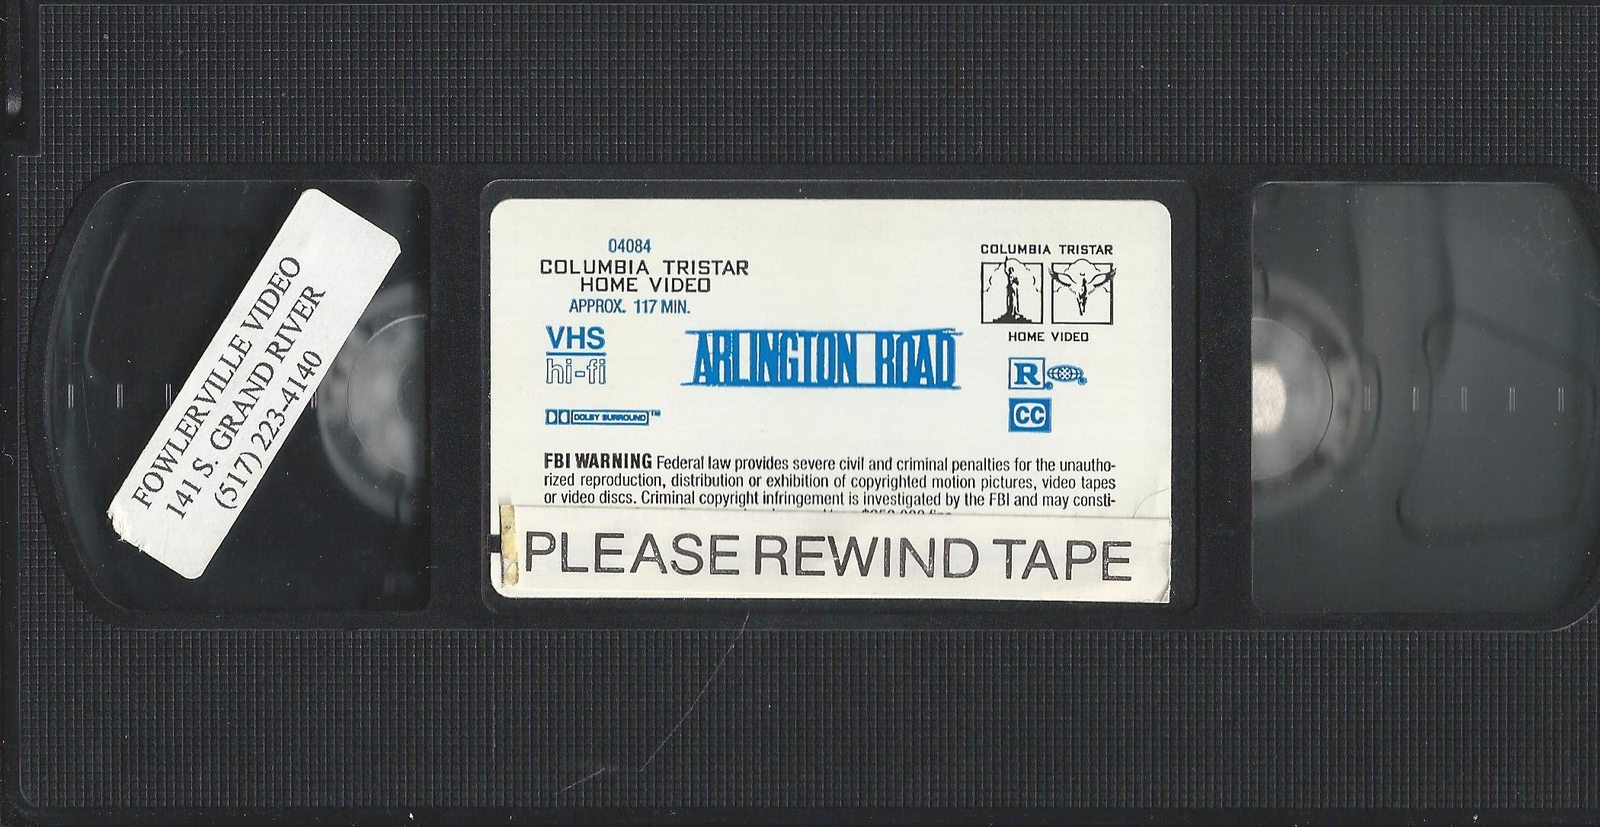 FOWLERVILLE VIDEO
141 S. GRAND RIVER
(517) 223-4140
04084
COLUMBIA TRISTAR
HOME VIDEO
APPROX. 117 MIN.
VHS
hi-fi
DOLBY SURROUND™
ARLINGTON ROAD
COLUMBIA TRISTAR
HOME VIDEO
R
CC
FBI WARNING Federal law provides severe civil and criminal penalties for the unautho-
rized reproduction, distribution or exhibition of copyrighted motion pictures, video tapes
or video discs. Criminal copyright infringement is investigated by the FBI and may consti-
PLEASE REWIND TAPE